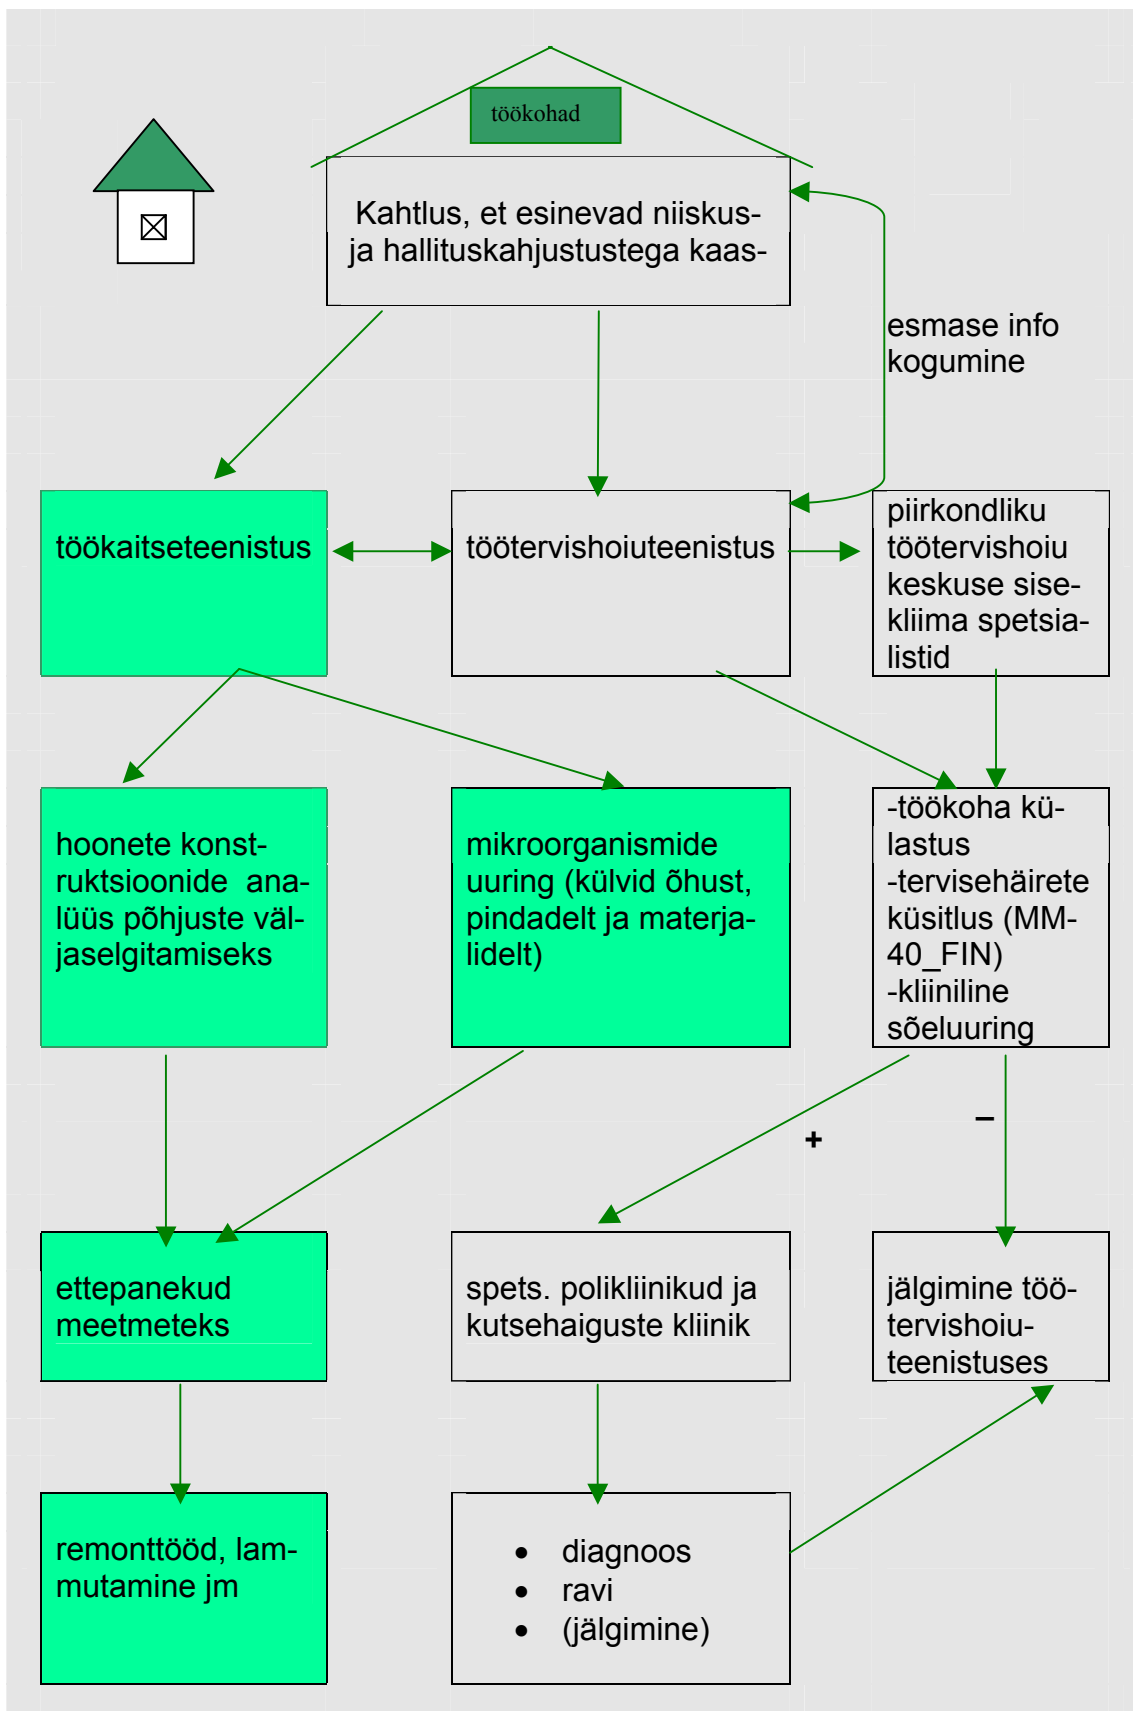 töökohad
Kahtlus, et esinevad niiskus-
ja hallituskahjustustega kaas-
esmase info
kogumine
töökaitseteenistus
töötervishoiuteenistus
piirkondliku
töötervishoiu
keskuse sise-
kliima spetsia-
listid
hoonete konst-
ruktsioonide ana-
lüüs põhjuste väl-
jaselgitamiseks
mikroorganismide
uuring (külvid õhust,
pindadelt ja materja-
lidelt)
-töökoha kü-
lastus
-tervisehäirete
küsitlus (MM-
40_FIN)
-kliiniline
sõeluuring
+
–
ettepanekud
meetmeteks
spets. polikliinikud ja
kutsehaiguste kliinik
jälgimine töö-
tervishoiu-
teenistuses
remonttööd, lam-
mutamine jm
• diagnoos
• ravi
• (jälgimine)